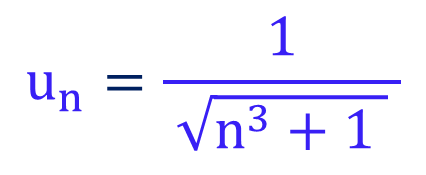 uₙ = 1 / √(n³ + 1)